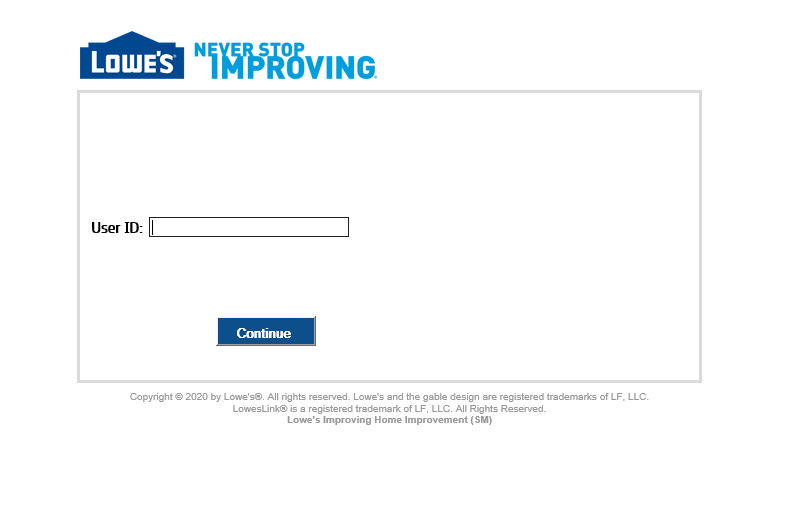 LOWE'S® NEVER STOP
IMPROVING.
User ID:
Continue
Copyright © 2020 by Lowe's®. All rights reserved. Lowe's and the gable design are registered trademarks of LF, LLC.
LowesLink® is a registered trademark of LF, LLC. All Rights Reserved.
Lowe's Improving Home Improvement (SM)